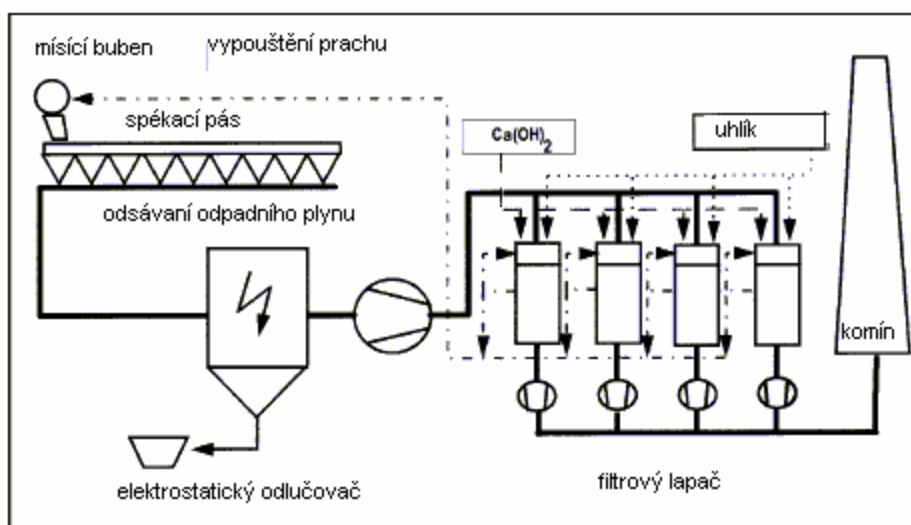 mísící buben
vypouštění prachu
spékací pás
Ca(OH)2
uhlík
odsávaní odpadního plynu
komín
elektrostatický odlučovač
filtrový lapač